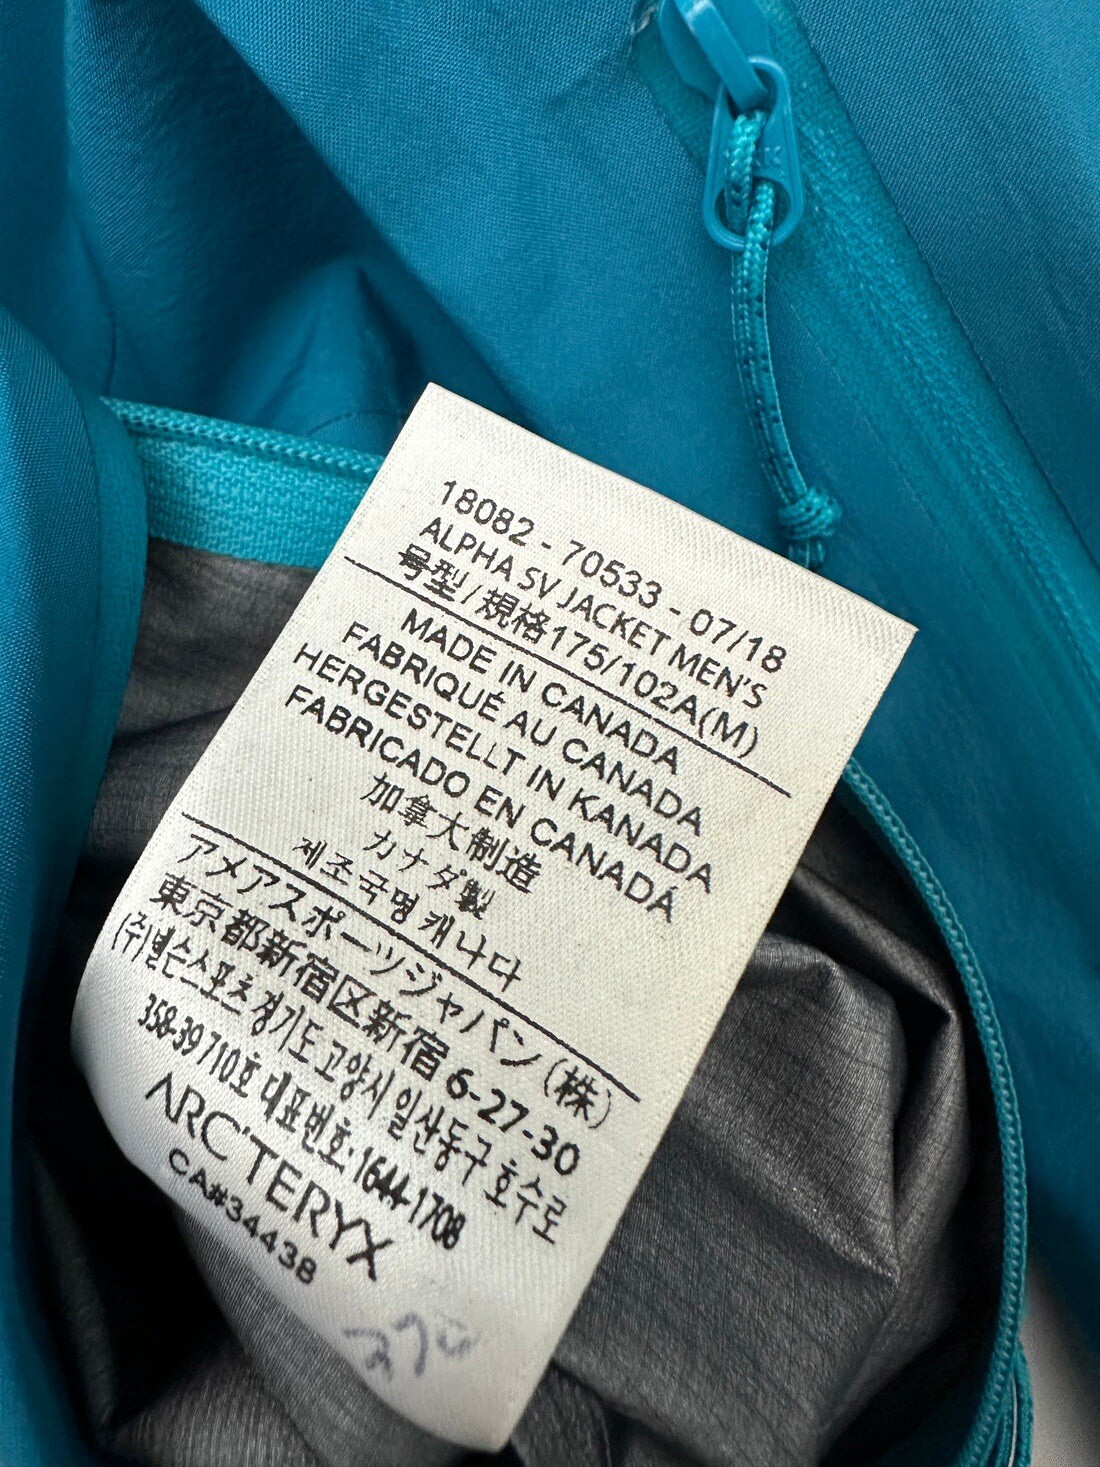 18082 - 70533 - 07/18
ALPHA SV JACKET MEN'S
号型/規格175/102A(M)
MADE IN CANADA
FABRIQUÉ AU CANADA
HERGESTELLT IN KANADA
FABRICADO EN CANADÁ
加拿大制造
カナダ製
제조국명 캐나다
アメアスポーツジャパン(株)
東京都新宿区新宿 6-27-30
(주)넬슨스포츠 경기도 고양시 일산동구 호수로
358-39 710호 대표번호: 1644-1708
ARC'TERYX
CA#34438